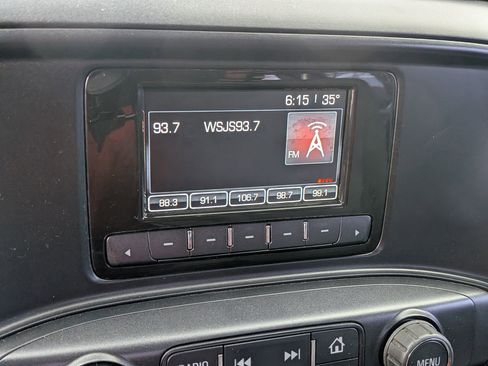 6:15 | 35°
93.7 WSJS93.7
FM
88.3 91.1 106.7 98.7 99.1
RADIO
MENU